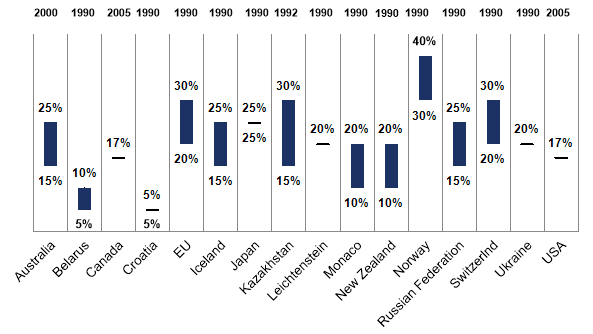 2000 1990 2005 1990 1990 1990 1990 1992 1990 1990 1990 1990 1990 1990 1990 2005
40%
30% 30% 30% 30%
25% 25% 25% 25%
20% 20% 20% 20%
17% 17%
25%
20% 20%
15% 15% 15% 15%
10%
10% 10%
5%
5% 5%
Australia
Belarus
Canada
Croatia
EU
Iceland
Japan
Kazakhstan
Leichtenstein
Monaco
New Zealand
Norway
Russian Federation
Switzerlnd
Ukraine
USA